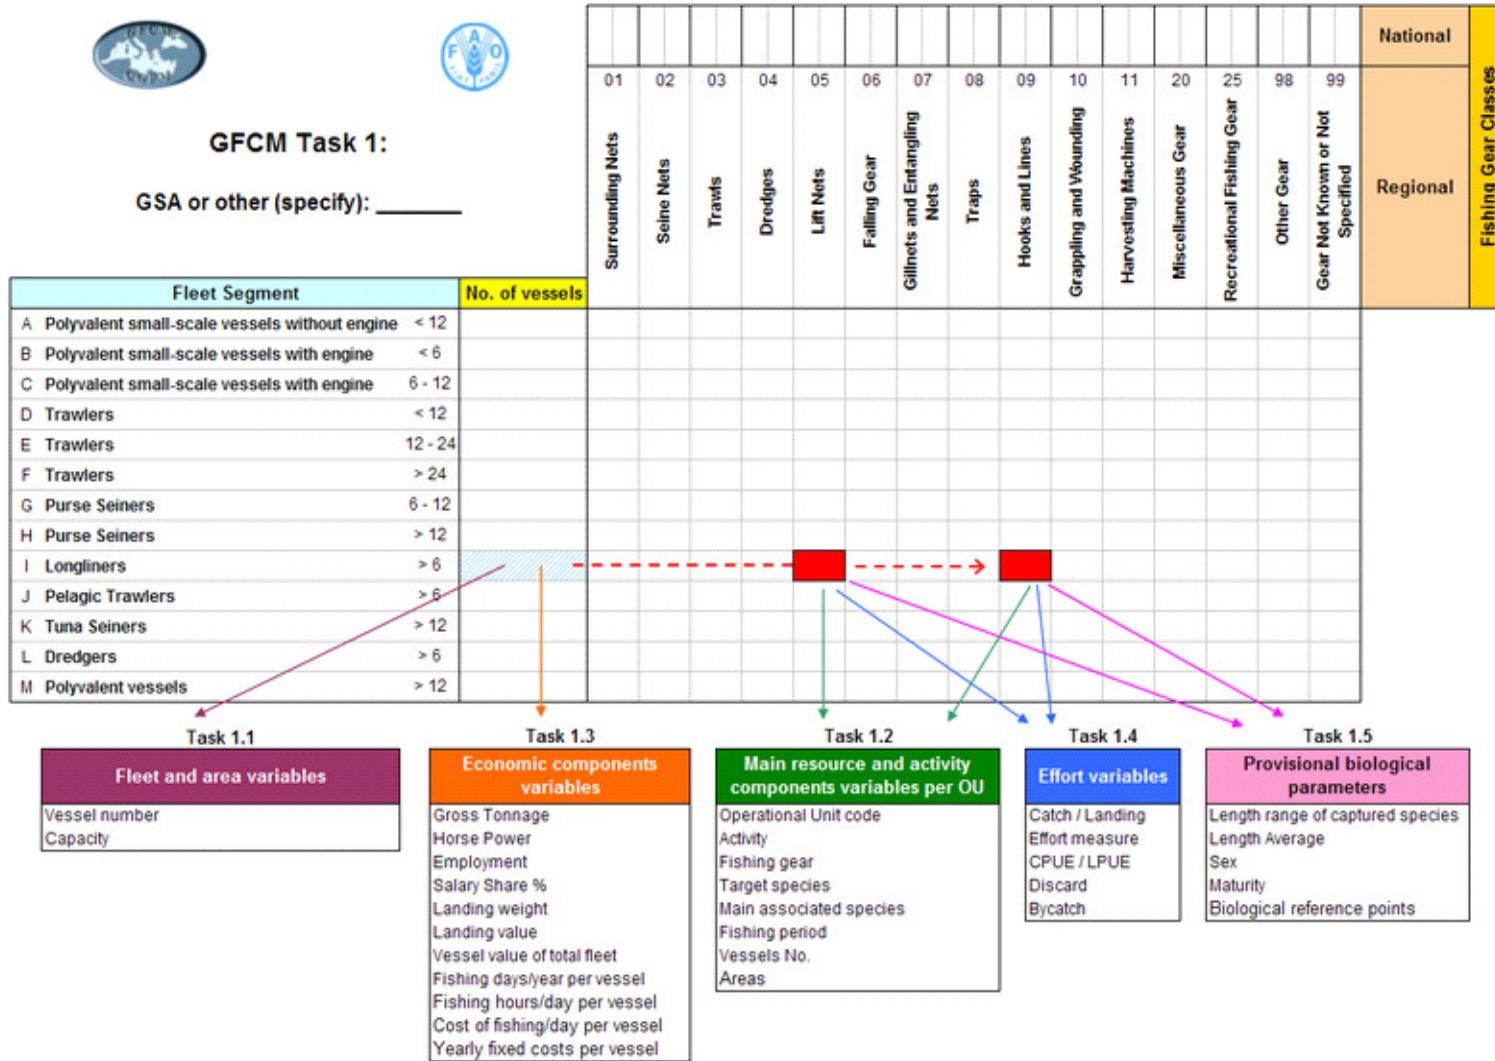 F A O
FIAT PANIS
GFCM Task 1:
GSA or other (specify): ______
National
01 02 03 04 05 06 07 08 09 10 11 20 25 98 99
Surrounding Nets
Seine Nets
Trawls
Dredges
Lift Nets
Falling Gear
Gillnets and Entangling
Nets
Traps
Hooks and Lines
Grappling and Wounding
Harvesting Machines
Miscellaneous Gear
Recreational Fishing Gear
Other Gear
Gear Not Known or Not
Specified
Regional
Fishing Gear Classes
Fleet Segment No. of vessels
A Polyvalent small-scale vessels without engine < 12
B Polyvalent small-scale vessels with engine < 6
C Polyvalent small-scale vessels with engine 6 - 12
D Trawlers < 12
E Trawlers 12 - 24
F Trawlers > 24
G Purse Seiners 6 - 12
H Purse Seiners > 12
I Longliners > 6
J Pelagic Trawlers > 6
K Tuna Seiners > 12
L Dredgers > 6
M Polyvalent vessels > 12
Task 1.1
Fleet and area variables
Vessel number
Capacity
Task 1.3
Economic components
variables
Gross Tonnage
Horse Power
Employment
Salary Share %
Landing weight
Landing value
Vessel value of total fleet
Fishing days/year per vessel
Fishing hours/day per vessel
Cost of fishing/day per vessel
Yearly fixed costs per vessel
Task 1.2
Main resource and activity
components variables per OU
Operational Unit code
Activity
Fishing gear
Target species
Main associated species
Fishing period
Vessels No.
Areas
Task 1.4
Effort variables
Catch / Landing
Effort measure
CPUE / LPUE
Discard
Bycatch
Task 1.5
Provisional biological
parameters
Length range of captured species
Length Average
Sex
Maturity
Biological reference points